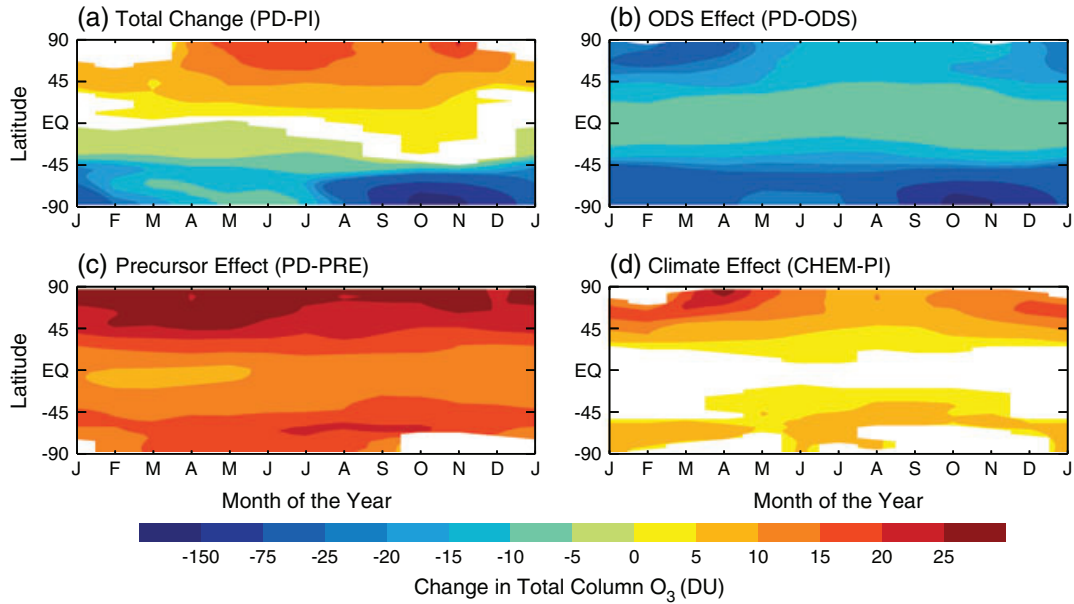 (a) Total Change (PD-PI)
(b) ODS Effect (PD-ODS)
Latitude
90
45
EQ
-45
-90
J F M A M J J A S O N D J
90
45
EQ
-45
-90
J F M A M J J A S O N D J
(c) Precursor Effect (PD-PRE)
(d) Climate Effect (CHEM-PI)
Latitude
90
45
EQ
-45
-90
J F M A M J J A S O N D J
Month of the Year
90
45
EQ
-45
-90
J F M A M J J A S O N D J
Month of the Year
-150 -75 -25 -20 -15 -10 -5 0 5 10 15 20 25
Change in Total Column O3 (DU)